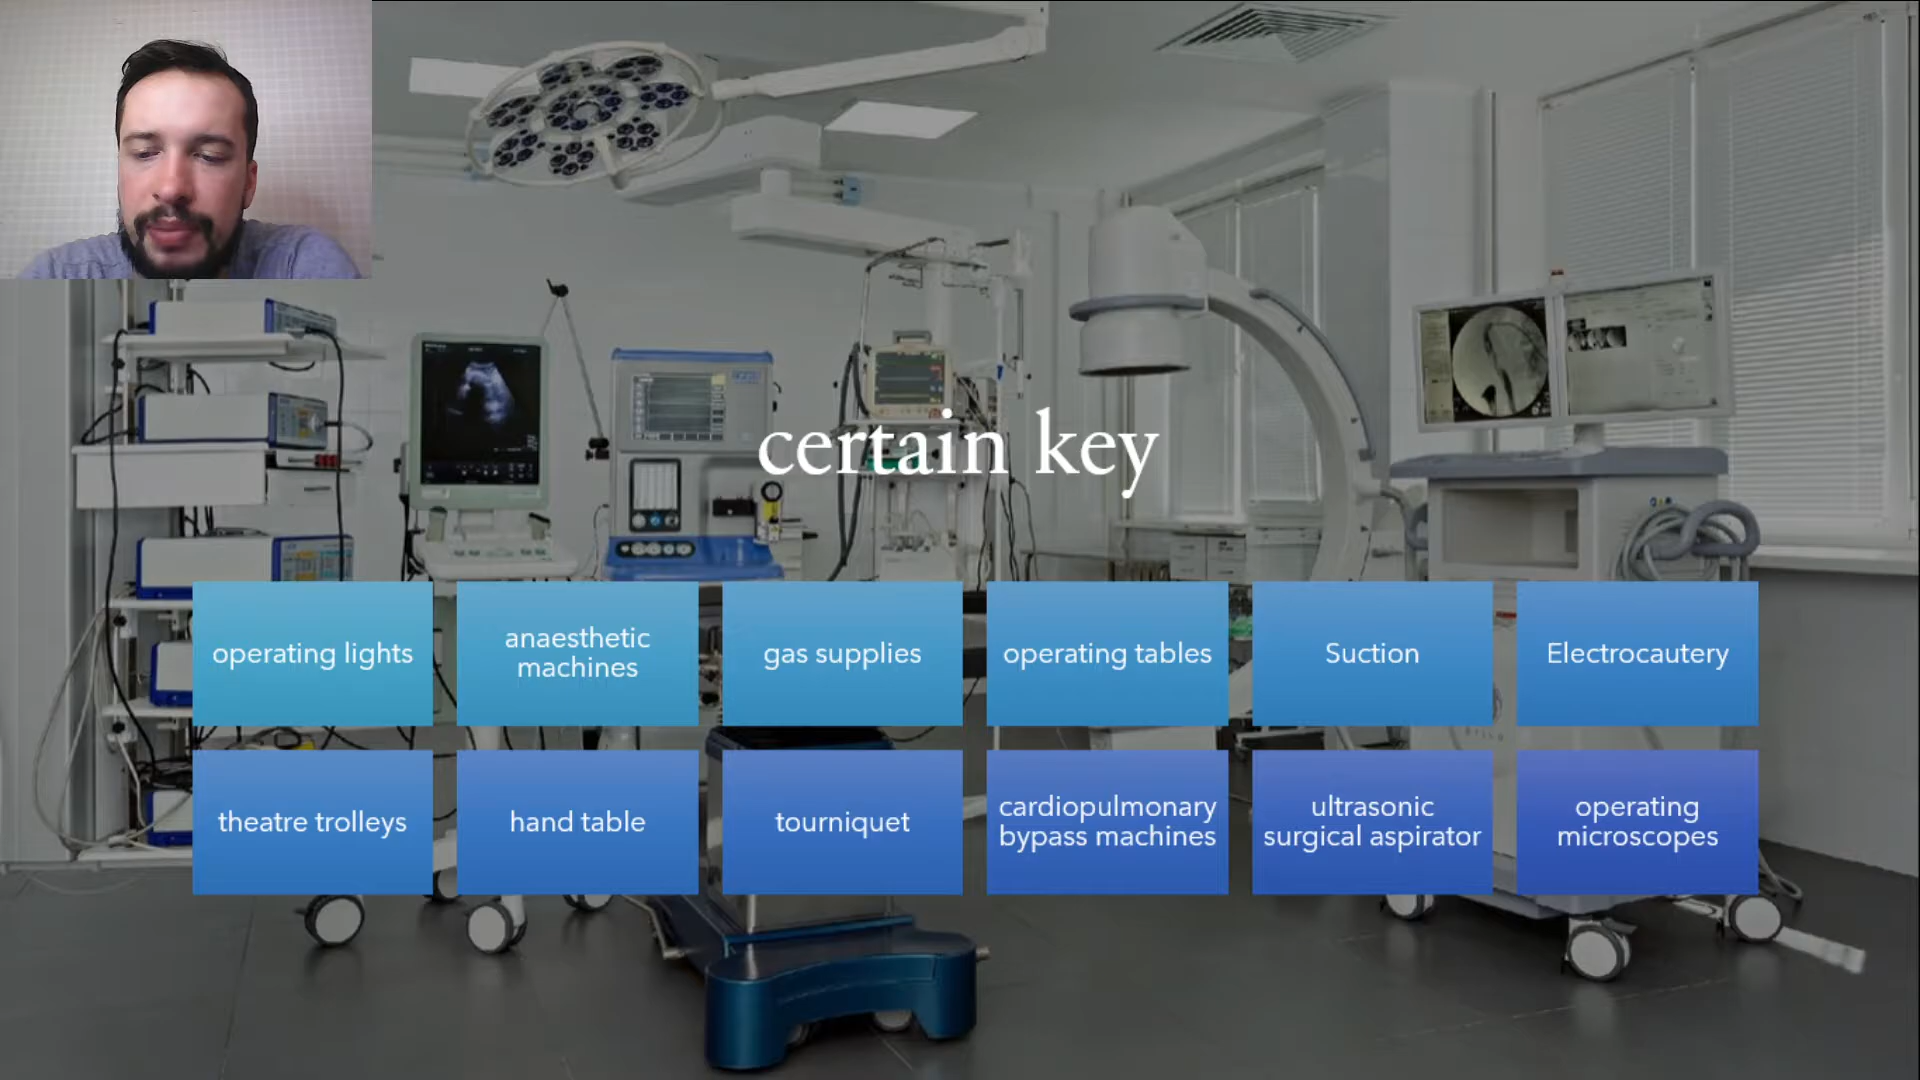 certain key
operating lights
anaesthetic
machines
gas supplies
operating tables
Suction
Electrocautery
theatre trolleys
hand table
tourniquet
cardiopulmonary
bypass machines
ultrasonic
surgical aspirator
operating
microscopes